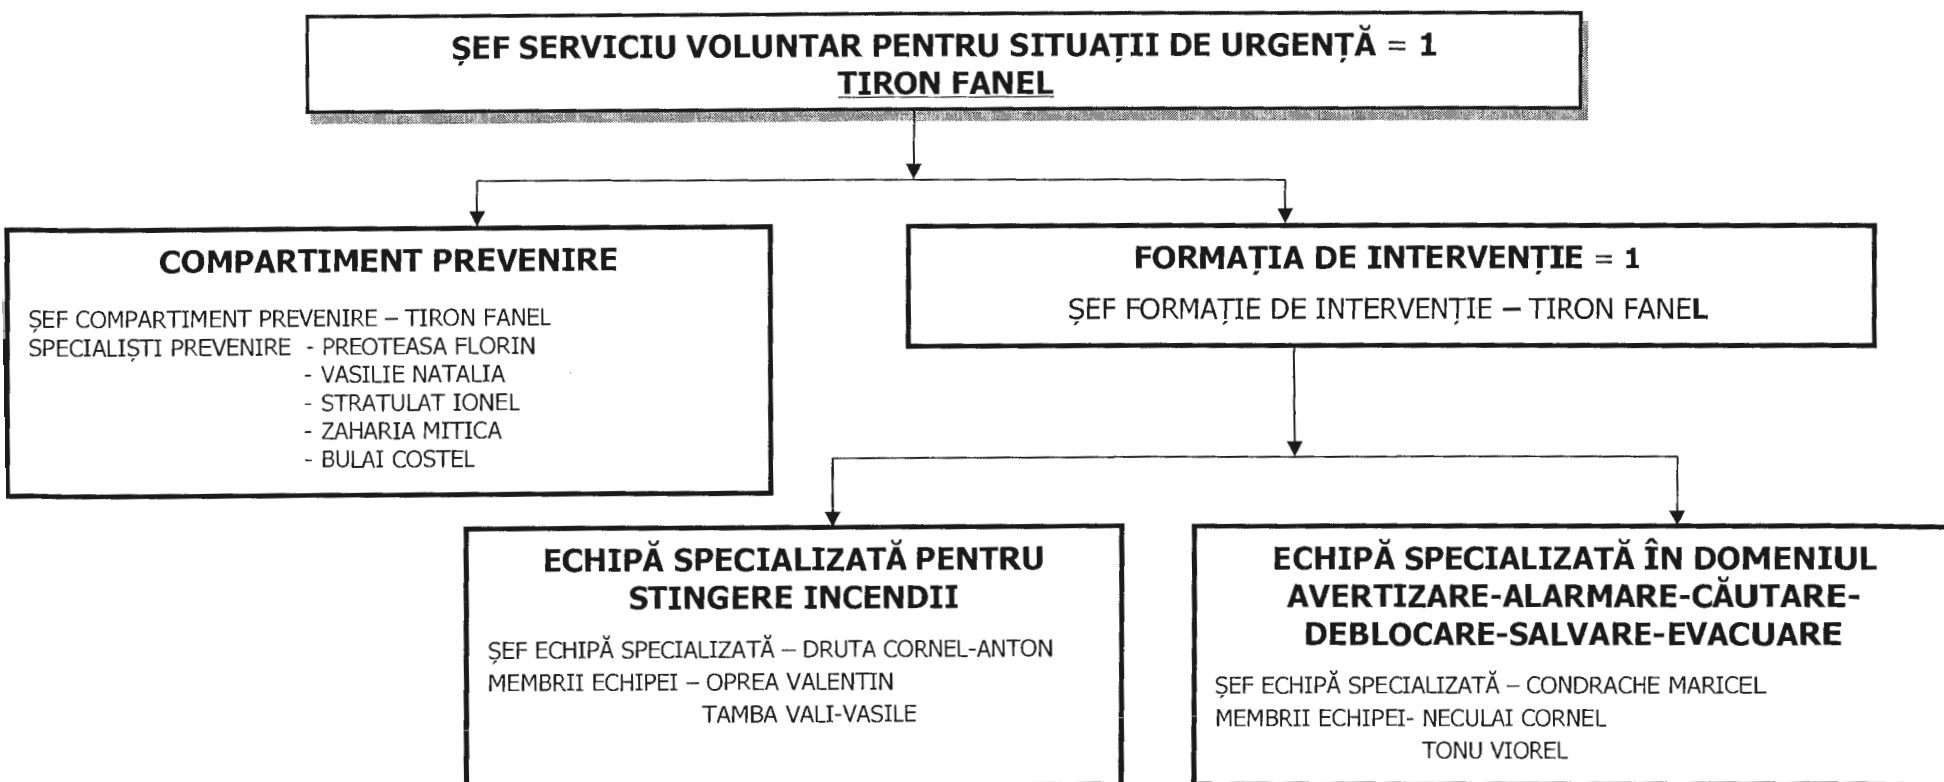 ȘEF SERVICIU VOLUNTAR PENTRU SITUAȚII DE URGENȚĂ = 1
TIRON FANEL
COMPARTIMENT PREVENIRE
ȘEF COMPARTIMENT PREVENIRE – TIRON FANEL
SPECIALIȘTI PREVENIRE - PREOTEASA FLORIN
- VASILIE NATALIA
- STRATULAT IONEL
- ZAHARIA MITICA
- BULAI COSTEL
FORMAȚIA DE INTERVENȚIE = 1
ȘEF FORMAȚIE DE INTERVENȚIE – TIRON FANEL
ECHIPĂ SPECIALIZATĂ PENTRU
STINGERE INCENDII
ȘEF ECHIPĂ SPECIALIZATĂ – DRUTA CORNEL-ANTON
MEMBRII ECHIPEI – OPREA VALENTIN
TAMBA VALI-VASILE
ECHIPĂ SPECIALIZATĂ ÎN DOMENIUL
AVERTIZARE-ALARMARE-CĂUTARE-
DEBLOCARE-SALVARE-EVACUARE
ȘEF ECHIPĂ SPECIALIZATĂ – CONDRACHE MARICEL
MEMBRII ECHIPEI- NECULAI CORNEL
TONU VIOREL